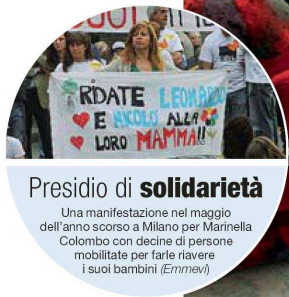 SUOI
RIDATE LEONARDO
E NICOLO' ALLA
LORO MAMMA!!
Presidio di solidarietà
Una manifestazione nel maggio
dell'anno scorso a Milano per Marinella
Colombo con decine di persone
mobilitate per farle riavere
i suoi bambini (Emmevi)